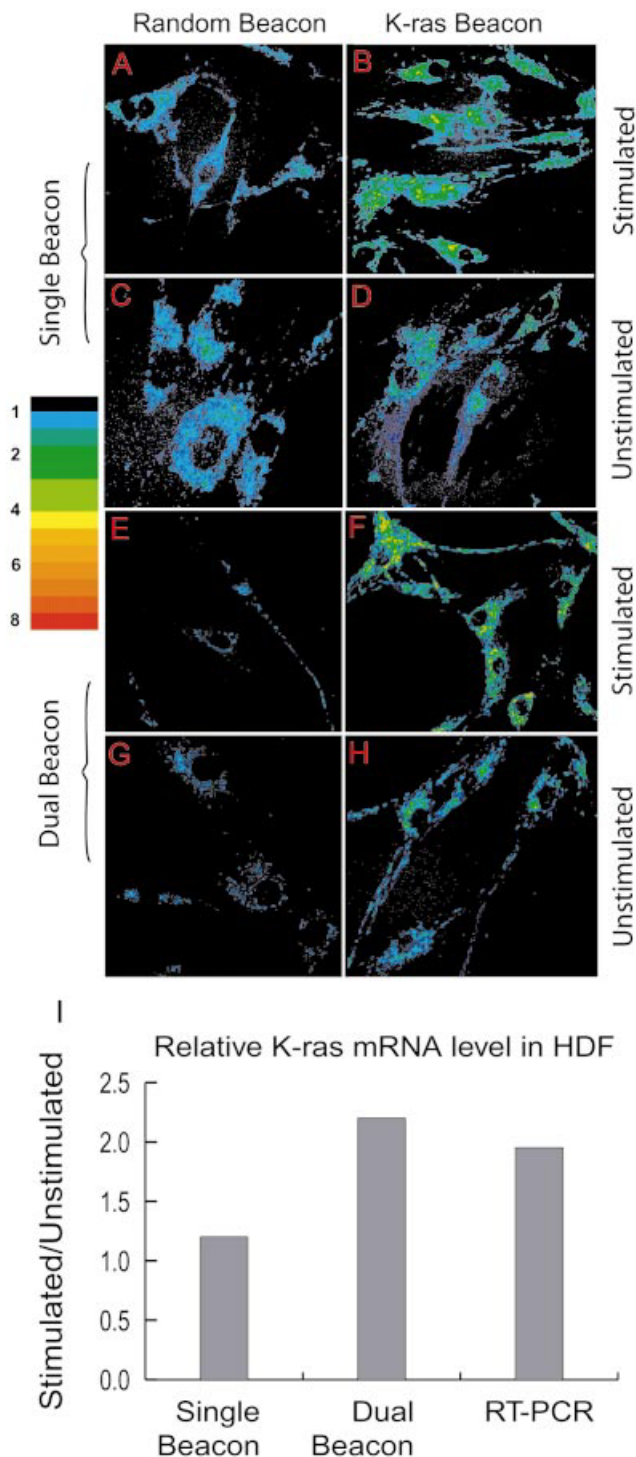 Random Beacon K-ras Beacon
A
B
Stimulated
Single Beacon
C
D
Unstimulated
1
2
4
6
8
E
F
Stimulated
Dual Beacon
G
H
Unstimulated
I
Relative K-ras mRNA level in HDF
Stimulated/Unstimulated
2.5
2.0
1.5
1.0
0.5
0.0
Single
Beacon
Dual
Beacon
RT-PCR